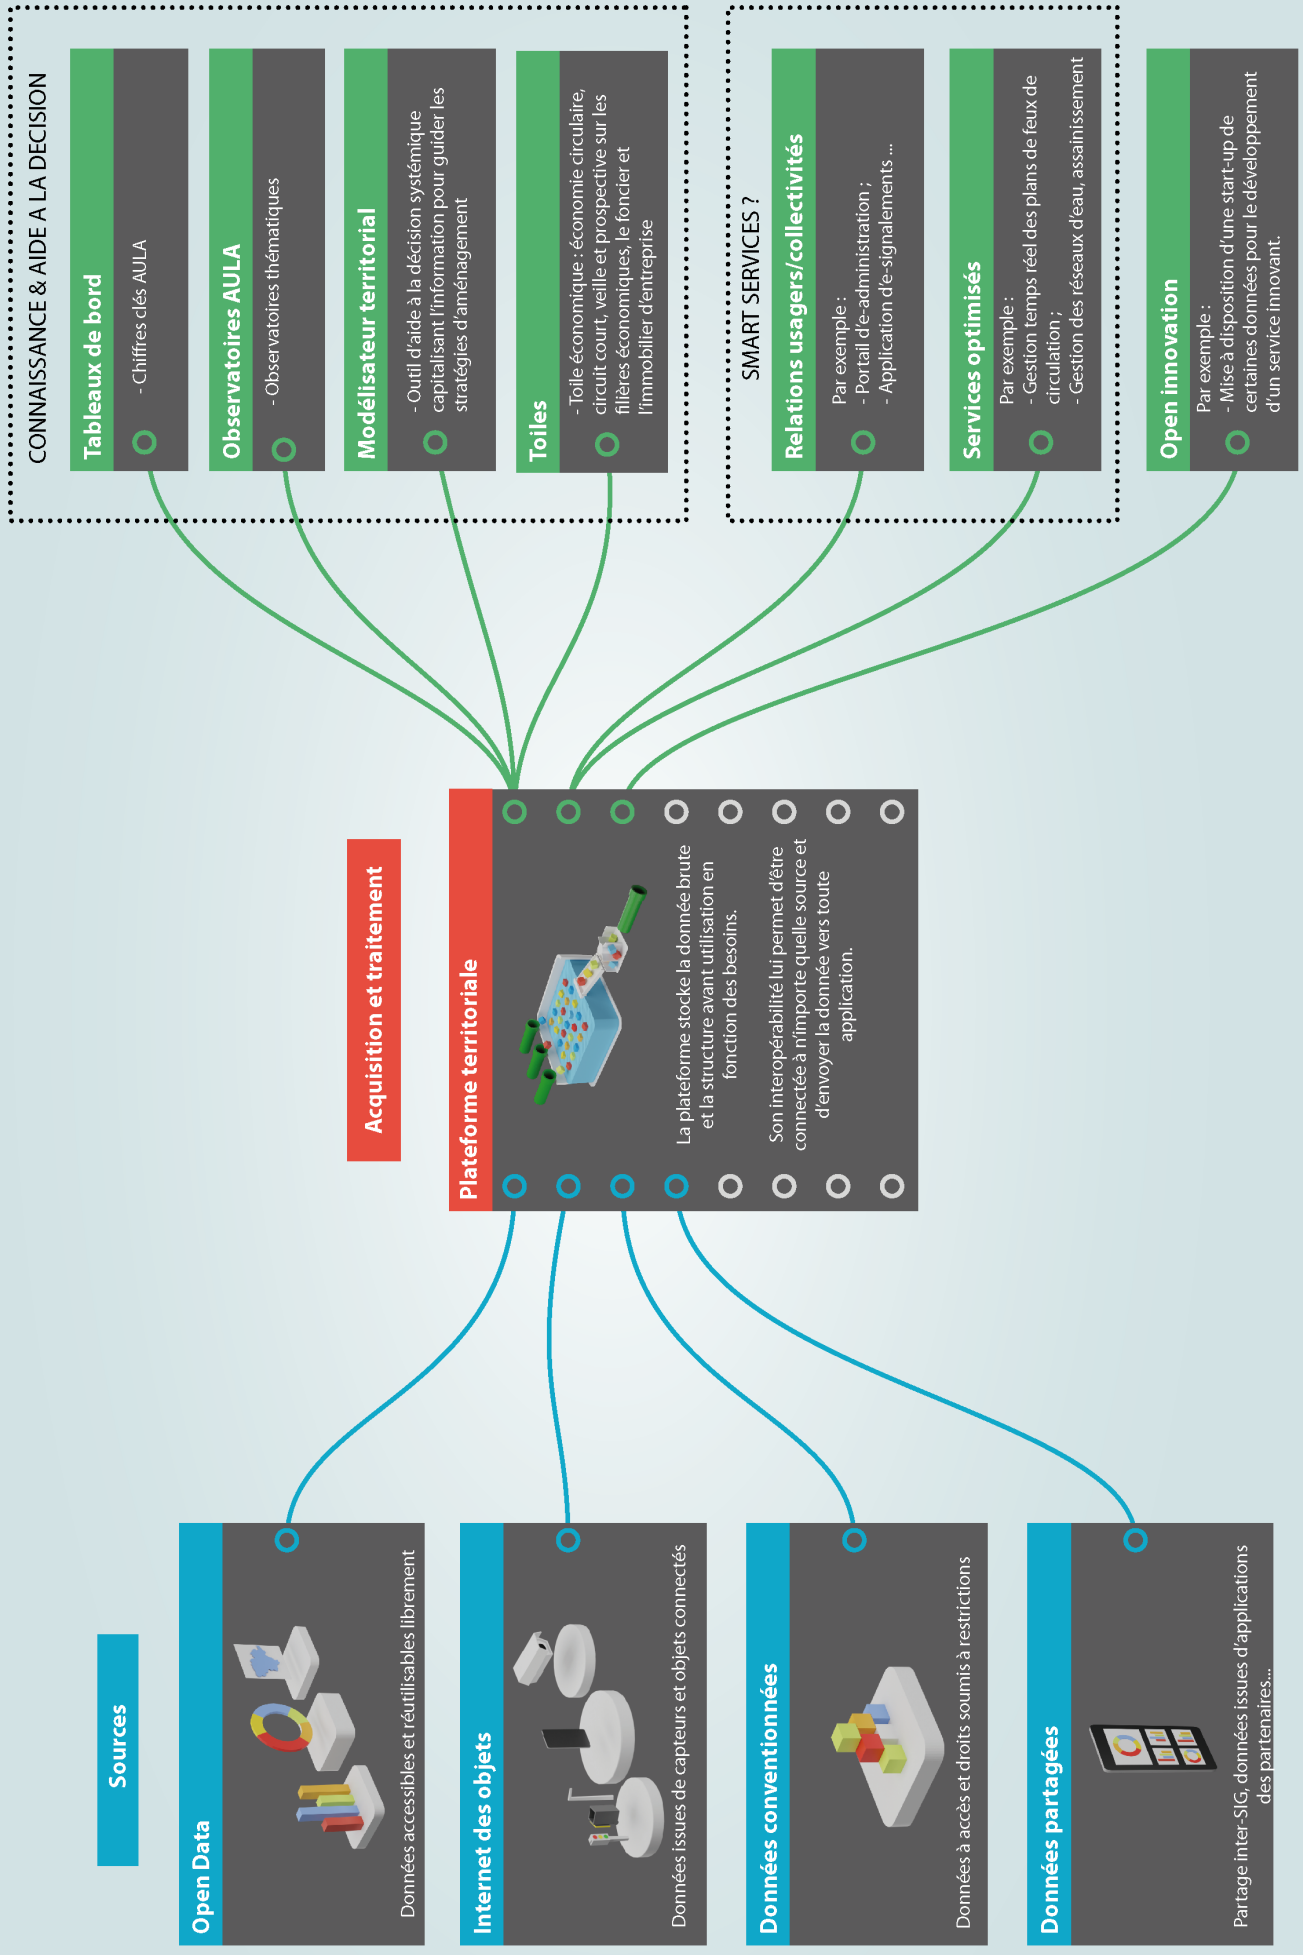 Sources
Open Data
Données accessibles et réutilisables librement
Internet des objets
Données issues de capteurs et objets connectés
Données conventionnées
Données à accès et droits soumis à restrictions
Données partagées
Partage inter-SIG, données issues d'applications
des partenaires...
Acquisition et traitement
Plateforme territoriale
La plateforme stocke la donnée brute
et la structure avant utilisation en
fonction des besoins.
Son interopérabilité lui permet d'être
connectée à n'importe quelle source et
d'envoyer la donnée vers toute
application.
CONNAISSANCE & AIDE A LA DECISION
Tableaux de bord
- Chiffres clés AULA
Observatoires AULA
- Observatoires thématiques
Modélisateur territorial
- Outil d'aide à la décision systémique
capitalisant l'information pour guider les
stratégies d'aménagement
Toiles
- Toile économique : économie circulaire,
circuit court, veille et prospective sur les
filières économiques, le foncier et
l'immobilier d'entreprise
SMART SERVICES ?
Relations usagers/collectivités
Par exemple :
- Portail d'e-administration ;
- Application d'e-signalements ...
Services optimisés
Par exemple :
- Gestion temps réel des plans de feux de
circulation ;
- Gestion des réseaux d'eau, assainissement
Open innovation
Par exemple :
- Mise à disposition d'une start-up de
certaines données pour le développement
d'un service innovant.